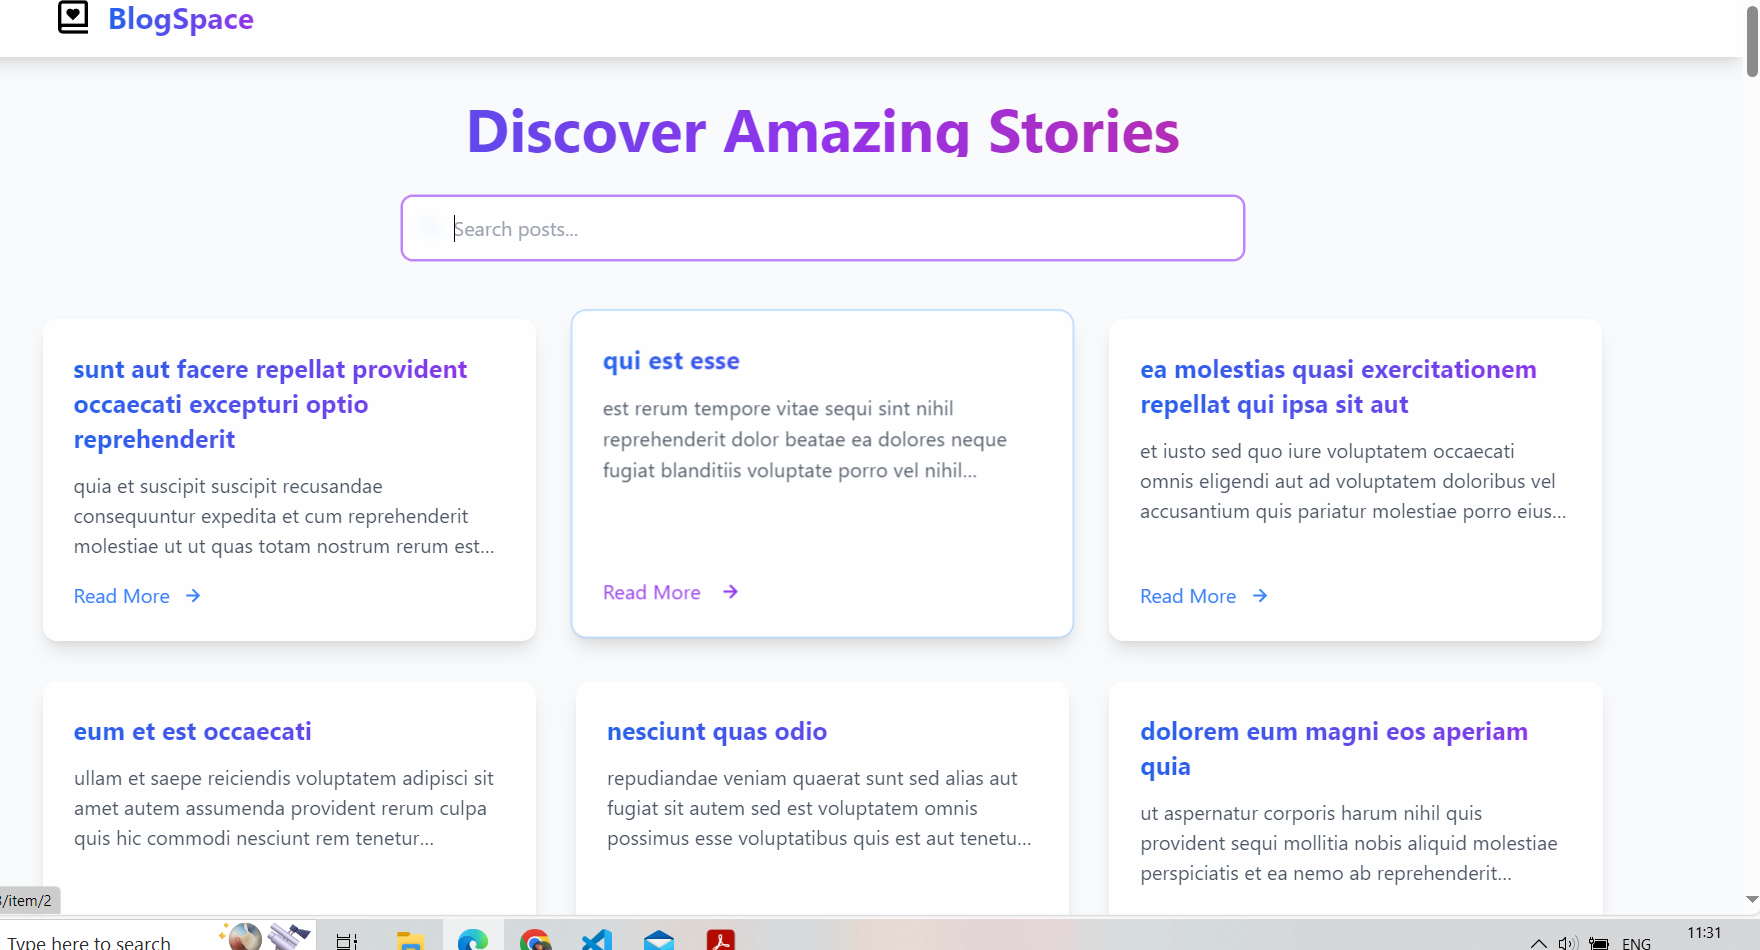 BlogSpace
Discover Amazing Stories
Search posts...
sunt aut facere repellat provident
occaecati excepturi optio
reprehenderit
quia et suscipit suscipit recusandae
consequuntur expedita et cum reprehenderit
molestiae ut ut quas totam nostrum rerum est...
Read More
qui est esse
est rerum tempore vitae sequi sint nihil
reprehenderit dolor beatae ea dolores neque
fugiat blanditiis voluptate porro vel nihil...
Read More
ea molestias quasi exercitationem
repellat qui ipsa sit aut
et iusto sed quo iure voluptatem occaecati
omnis eligendi aut ad voluptatem doloribus vel
accusantium quis pariatur molestiae porro eius...
Read More
eum et est occaecati
ullam et saepe reiciendis voluptatem adipisci sit
amet autem assumenda provident rerum culpa
quis hic commodi nesciunt rem tenetur...
nesciunt quas odio
repudiandae veniam quaerat sunt sed alias aut
fugiat sit autem sed est voluptatem omnis
possimus esse voluptatibus quis est aut tenetu...
dolorem eum magni eos aperiam
quia
ut aspernatur corporis harum nihil quis
provident sequi mollitia nobis aliquid molestiae
perspiciatis et ea nemo ab reprehenderit...
/item/2
Type here to search
ENG
11:31